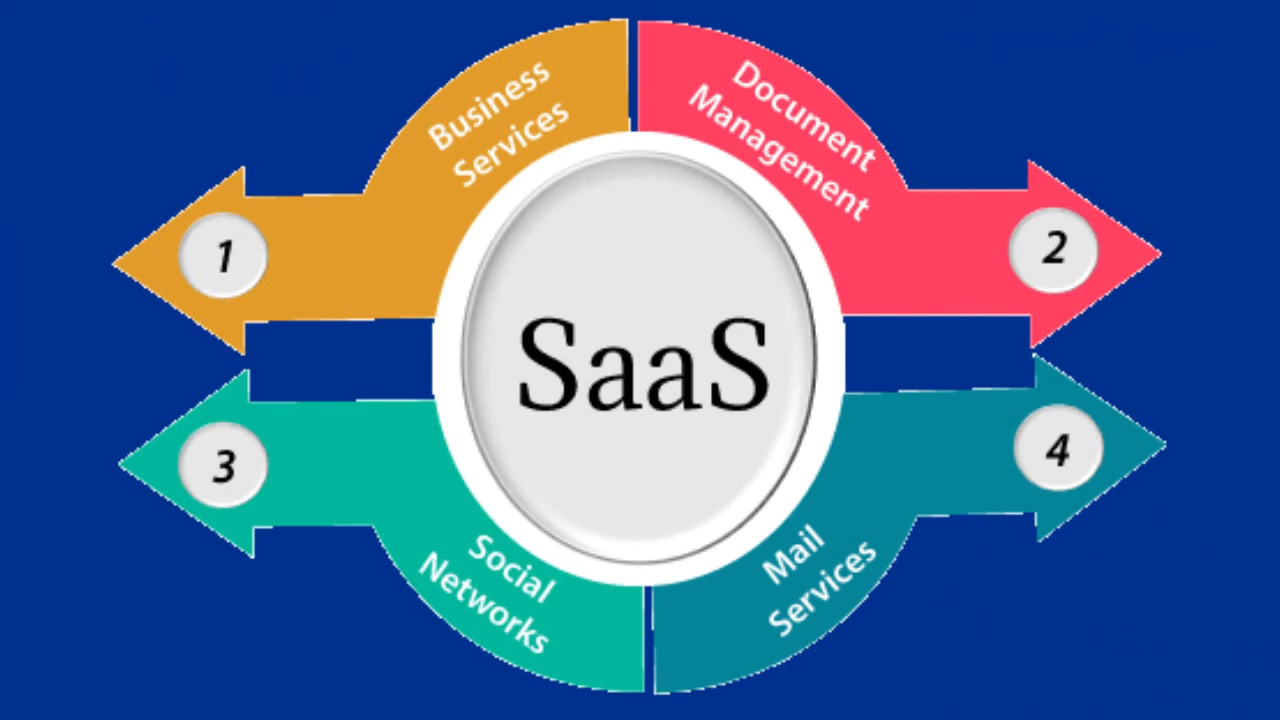 Business
Services
1
Document
Management
2
SaaS
3
Social
Networks
4
Mail
Services